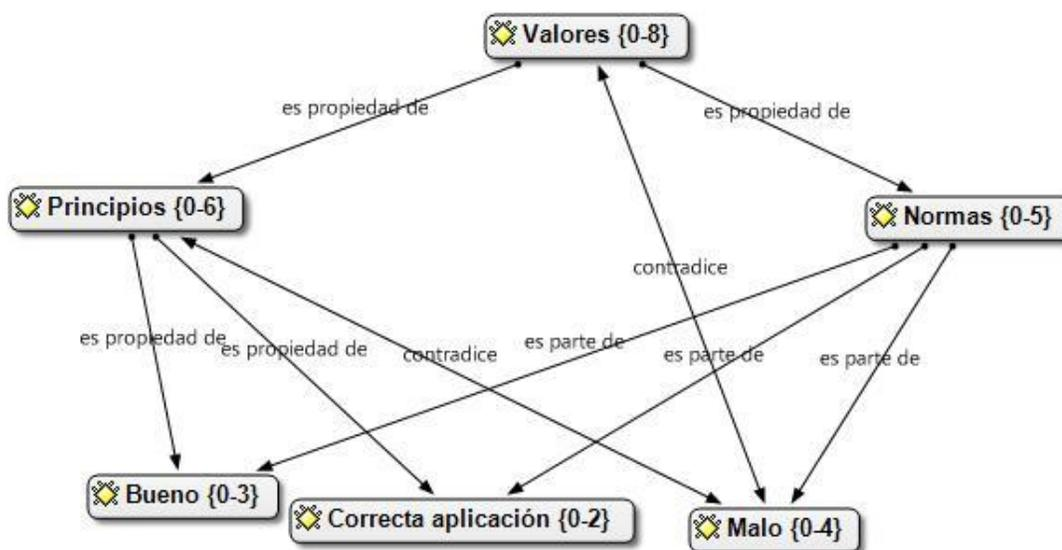 Valores {0-8}
es propiedad de
es propiedad de
Principios {0-6}
Normas {0-5}
contradice
es propiedad de
es propiedad de
contradice
es parte de
es parte de
es parte de
Bueno {0-3}
Correcta aplicación {0-2}
Malo {0-4}